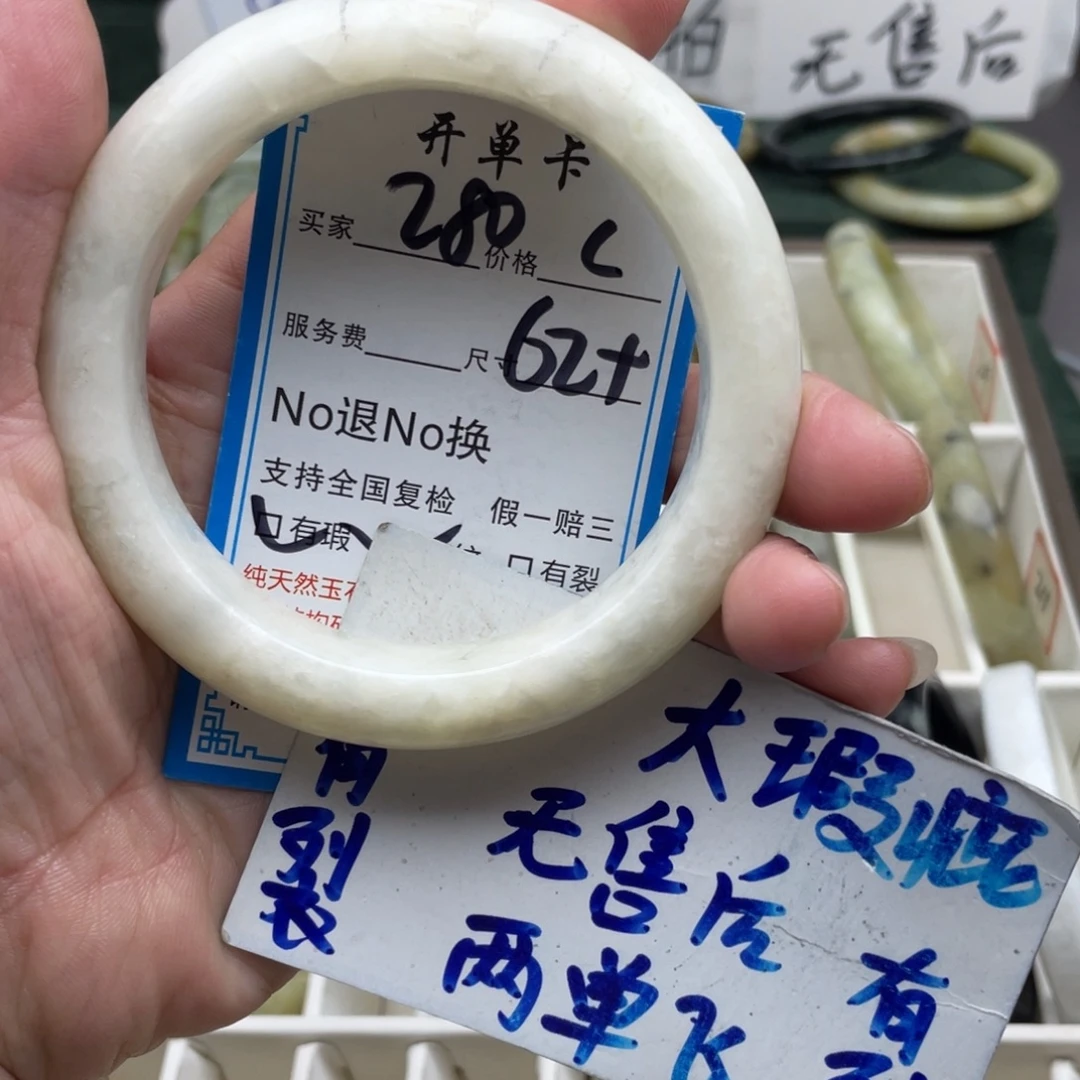 无售后
开单卡
买家 280 价格 C
服务费 尺寸 62+
No退No换
支持全国复检 假一赔三
口有瑕 口有裂
纯天然玉石
有裂
大瑕疵
无售后
两单飞
有